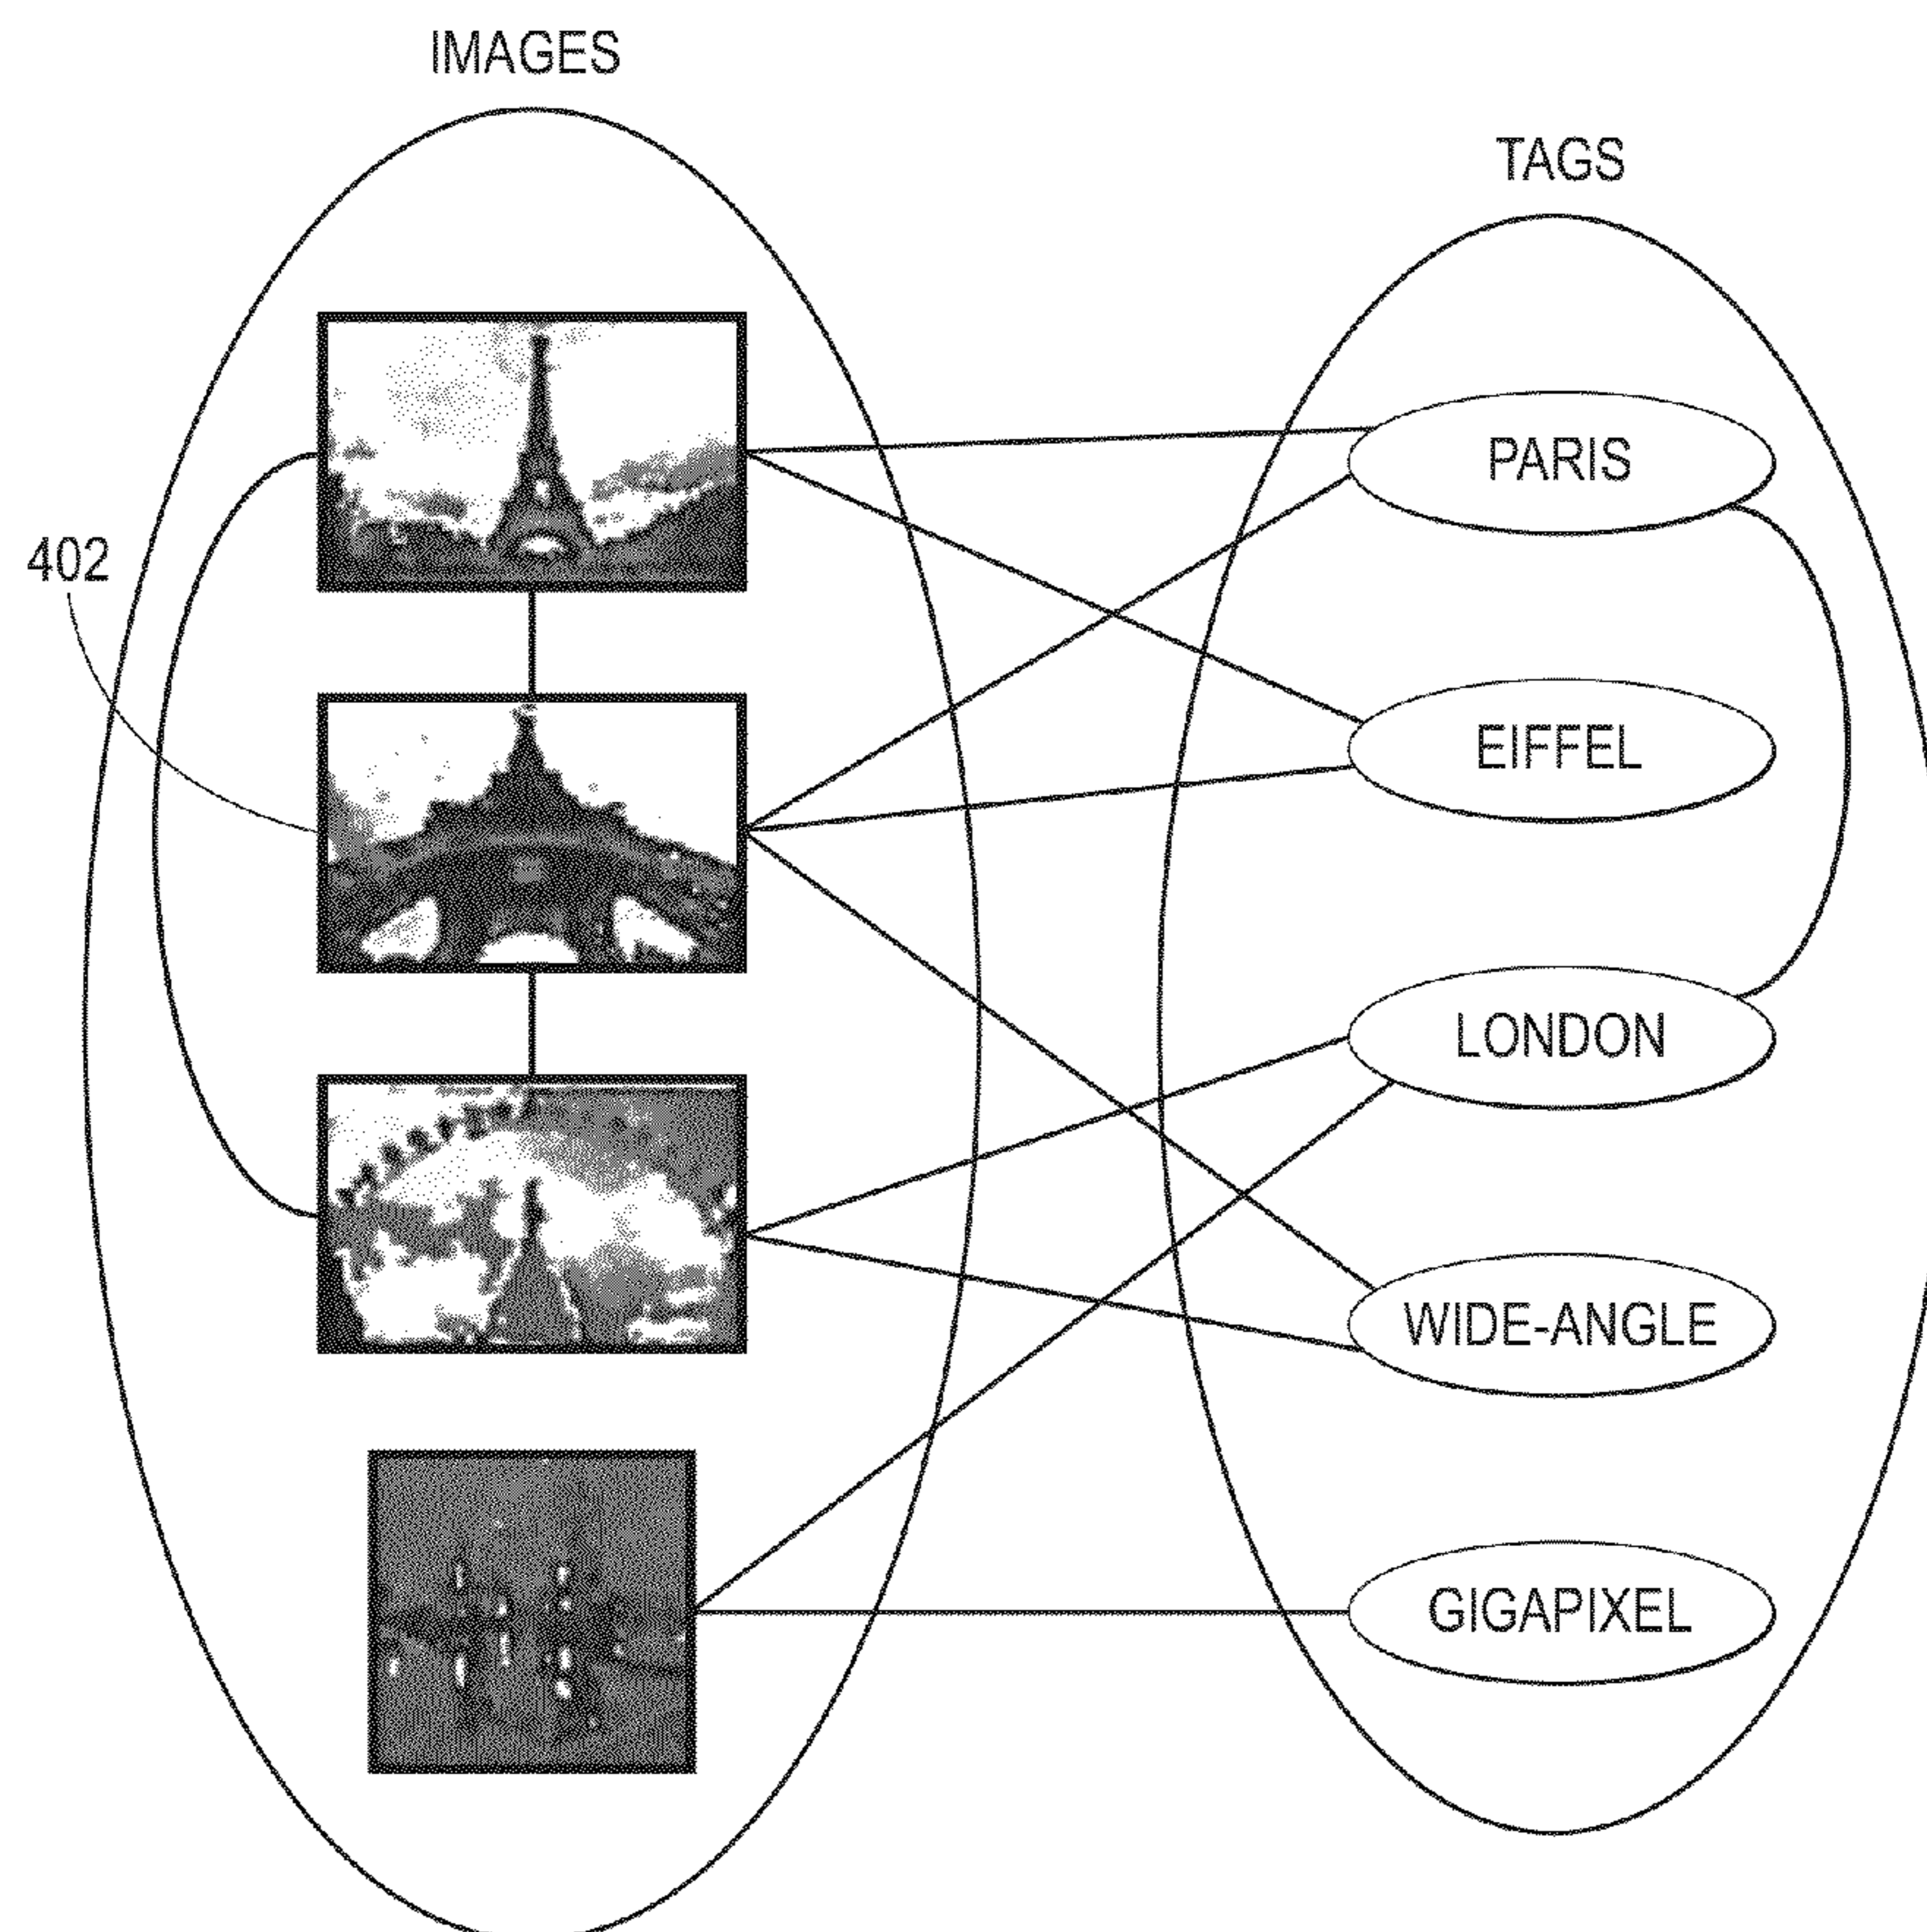 IMAGES
TAGS
PARIS
402
EIFFEL
LONDON
WIDE-ANGLE
GIGAPIXEL